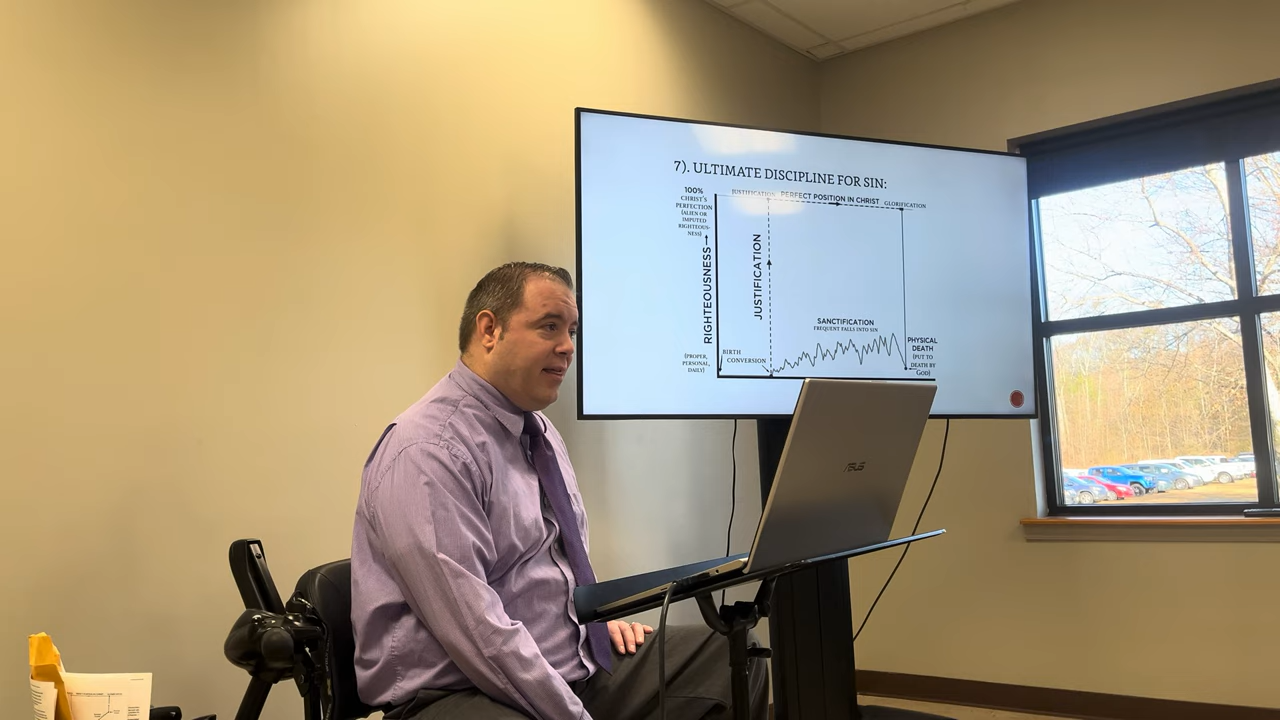 7). ULTIMATE DISCIPLINE FOR SIN:
100%
CHRIST'S
PERFECTION
(ALIEN OR
IMPUTED
RIGHTEOUS-
NESS)
JUSTIFICATION
PERFECT POSITION IN CHRIST
GLORIFICATION
RIGHTEOUSNESS
JUSTIFICATION
SANCTIFICATION
FREQUENT FALLS INTO SIN
(PROPER,
PERSONAL,
DAILY)
BIRTH
CONVERSION
PHYSICAL
DEATH
(PUT TO
DEATH BY
GOD)
ASUS